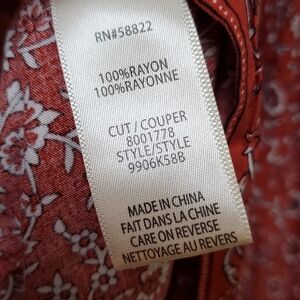 RN#58822
100%RAYON
100%RAYONNE
CUT / COUPER
8001778
STYLE/STYLE
9906K58B
MADE IN CHINA
FAIT DANS LA CHINE
CARE ON REVERSE
NETTOYAGE AU REVERS